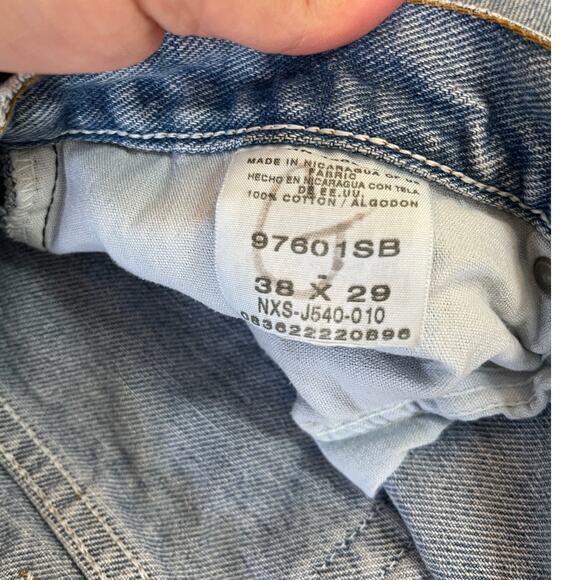 MADE IN NICARAGUA OF
FABRIC
HECHO EN NICARAGUA CON TELA
DE EE.UU.
100% COTTON / ALGODON
97601SB
38 X 29
NXS-J540-010
083622220896